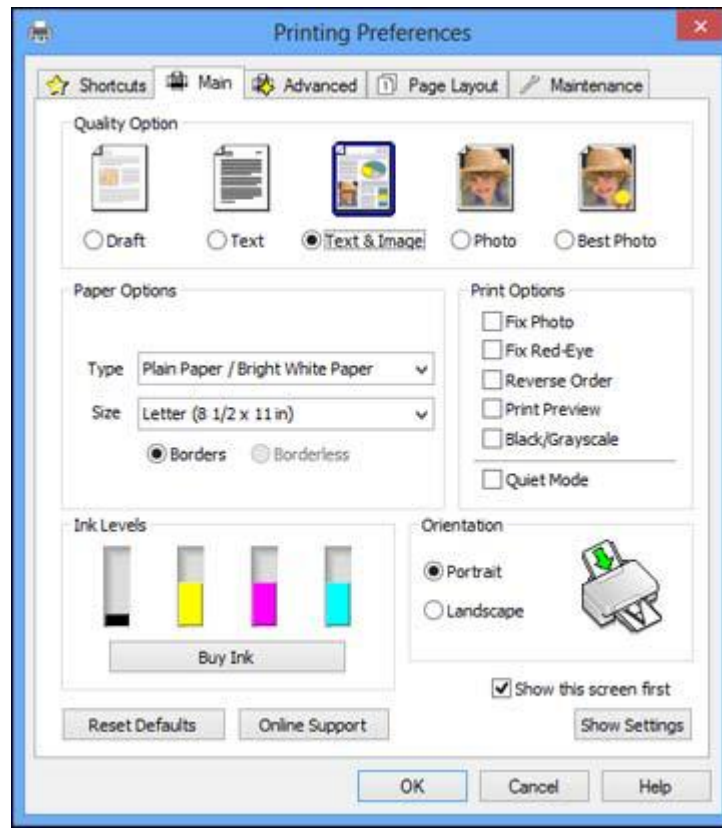 Printing Preferences
Shortcuts Main Advanced Page Layout Maintenance
Quality Option
Draft Text Text & Image Photo Best Photo
Paper Options
Type Plain Paper / Bright White Paper
Size Letter (8 1/2 x 11 in)
Borders Borderless
Print Options
Fix Photo
Fix Red-Eye
Reverse Order
Print Preview
Black/Grayscale
Quiet Mode
Ink Levels
Buy Ink
Orientation
Portrait
Landscape
Show this screen first
Reset Defaults Online Support Show Settings
OK Cancel Help